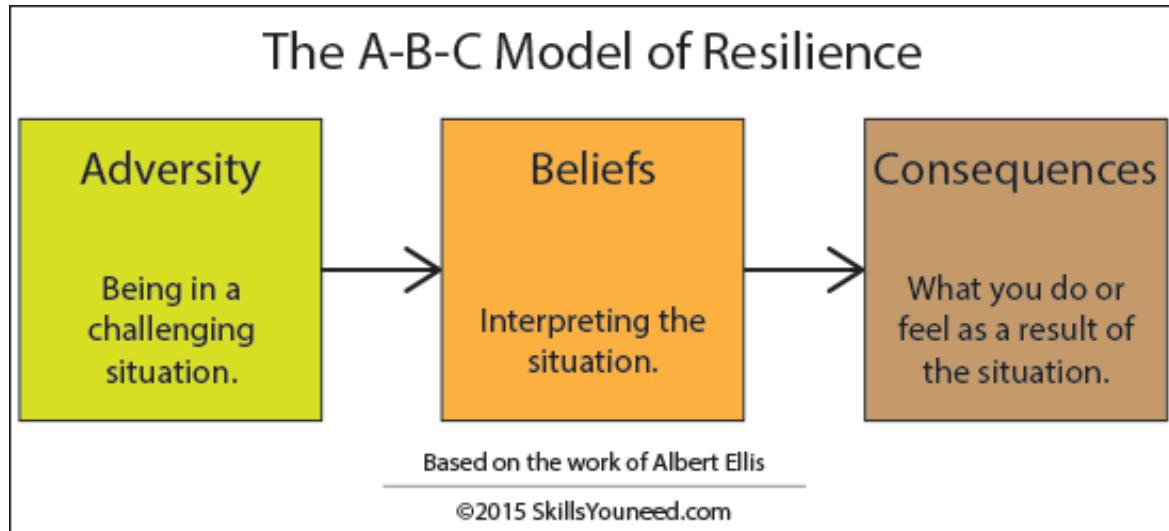 The A-B-C Model of Resilience
Adversity
Being in a
challenging
situation.
Beliefs
Interpreting the
situation.
Consequences
What you do or
feel as a result of
the situation.
Based on the work of Albert Ellis
©2015 SkillsYouneed.com